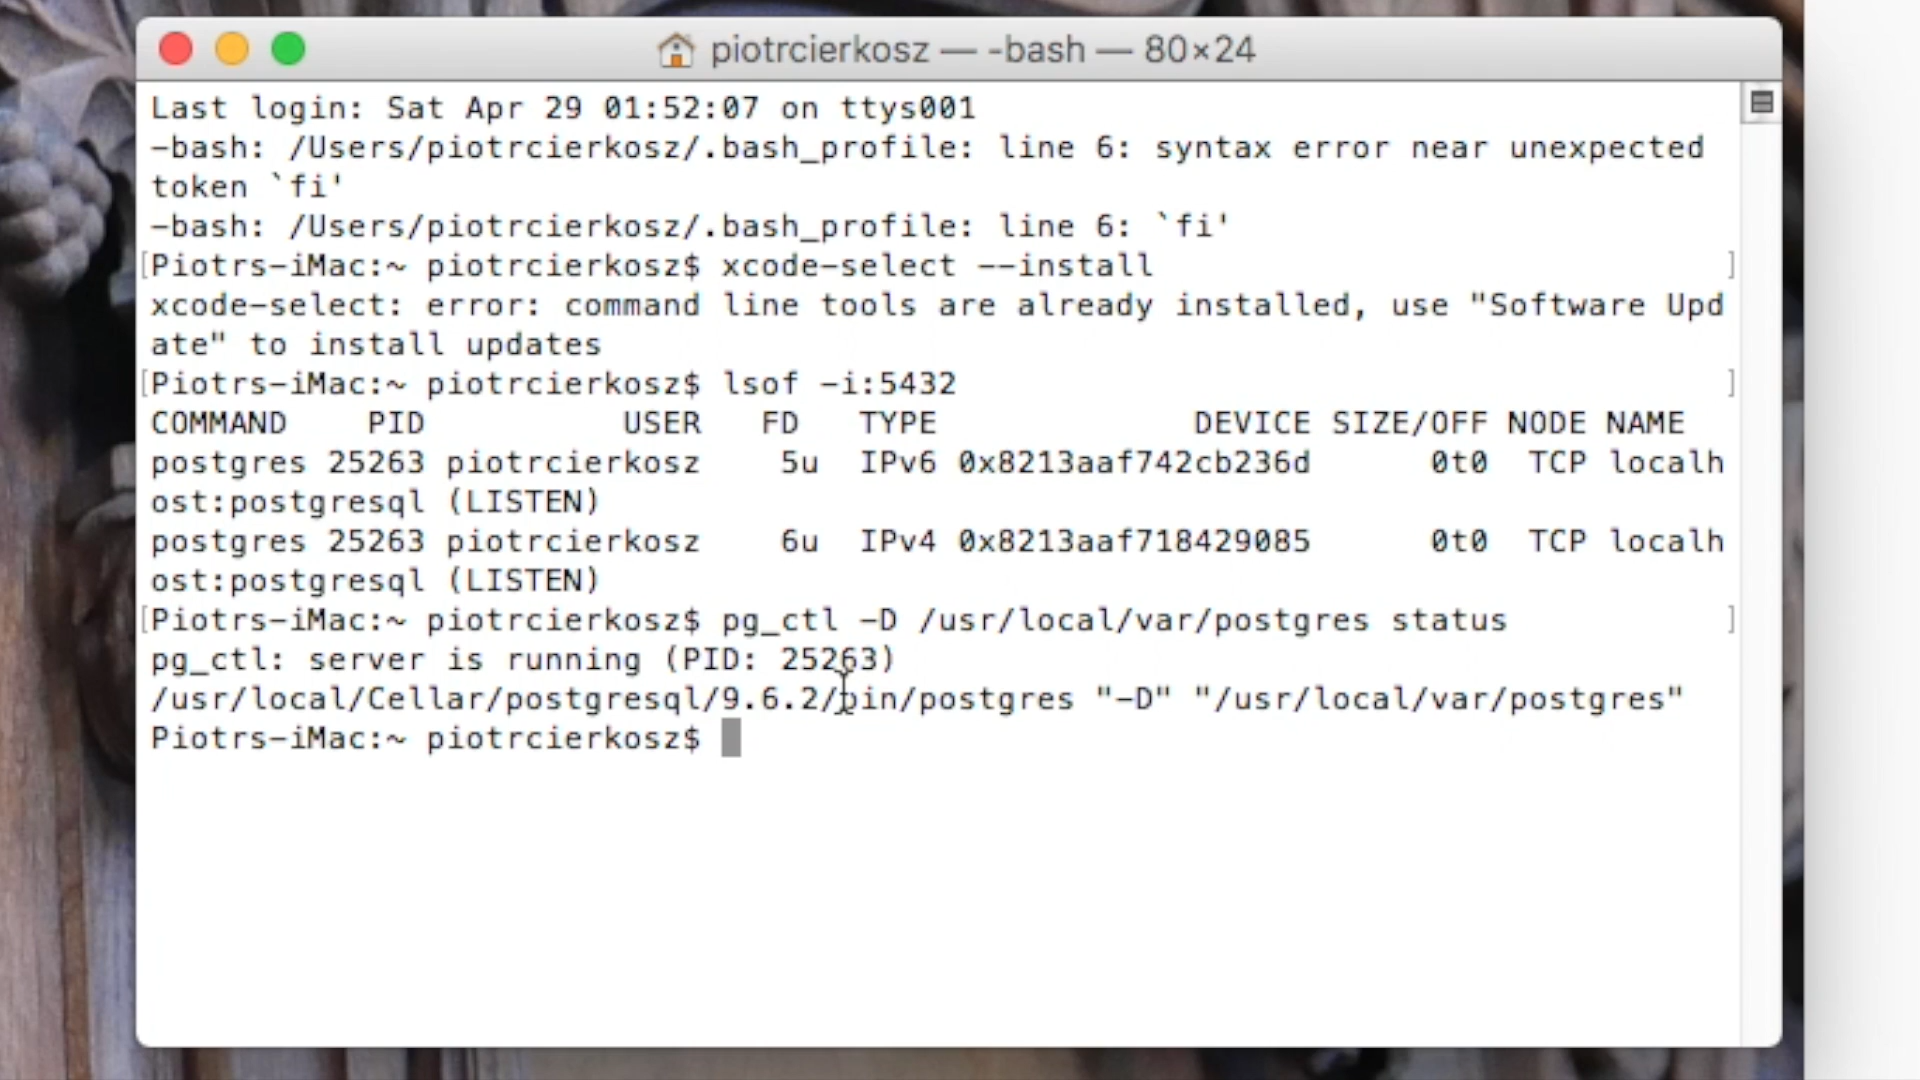 piotrcierkosz — -bash — 80×24
Last login: Sat Apr 29 01:52:07 on ttys001
-bash: /Users/piotrcierkosz/.bash_profile: line 6: syntax error near unexpected
token `fi'
-bash: /Users/piotrcierkosz/.bash_profile: line 6: `fi'
[Piotrs-iMac:~ piotrcierkosz$ xcode-select --install ]
xcode-select: error: command line tools are already installed, use "Software Upd
ate" to install updates
[Piotrs-iMac:~ piotrcierkosz$ lsof -i:5432 ]
COMMAND PID USER FD TYPE DEVICE SIZE/OFF NODE NAME
postgres 25263 piotrcierkosz 5u IPv6 0x8213aaf742cb236d 0t0 TCP localh
ost:postgresql (LISTEN)
postgres 25263 piotrcierkosz 6u IPv4 0x8213aaf718429085 0t0 TCP localh
ost:postgresql (LISTEN)
[Piotrs-iMac:~ piotrcierkosz$ pg_ctl -D /usr/local/var/postgres status ]
pg_ctl: server is running (PID: 25263)
/usr/local/Cellar/postgresql/9.6.2/bin/postgres "-D" "/usr/local/var/postgres"
Piotrs-iMac:~ piotrcierkosz$